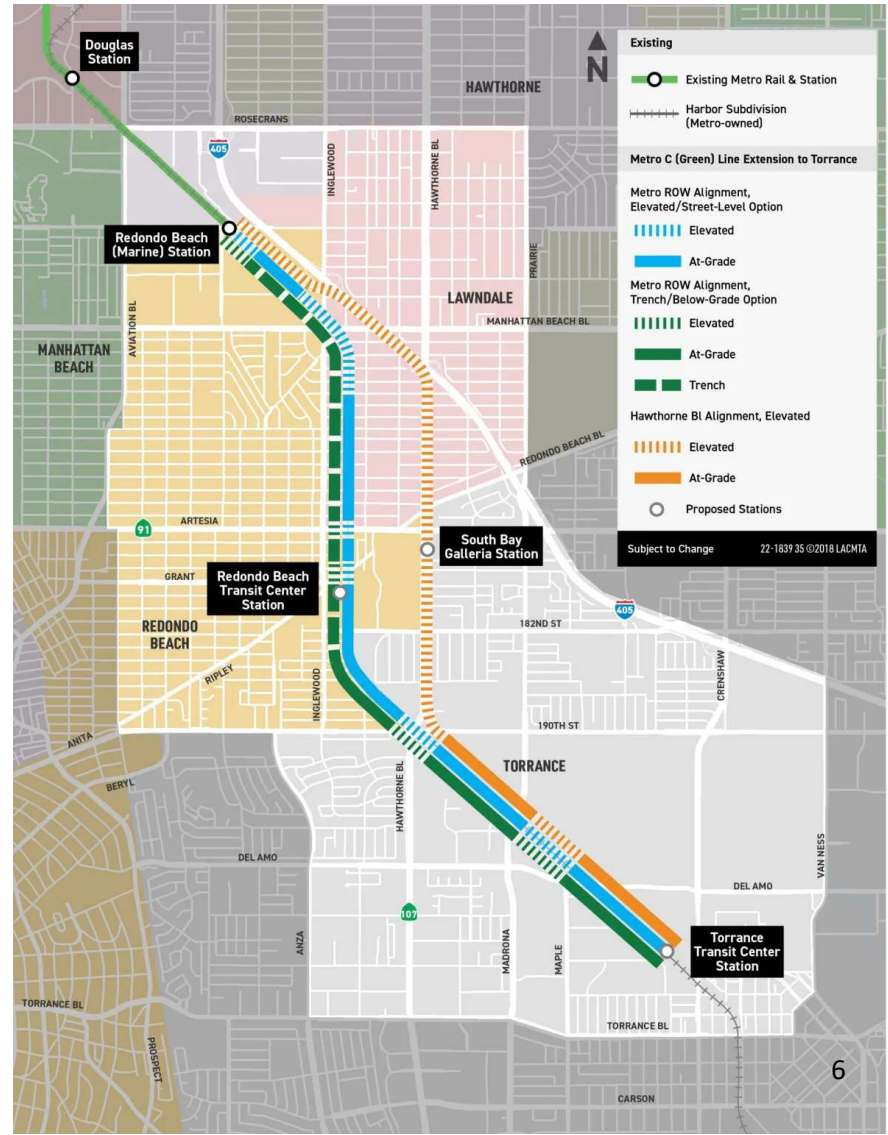 Douglas
Station
HAWTHORNE
N
ROSECRANS
405
INGLEWOOD
HAWTHORNE BL
PRAIRIE
Redondo Beach
(Marine) Station
LAWNDALE
MANHATTAN BEACH BL
AVIATION BL
MANHATTAN
BEACH
REDONDO BEACH BL
ARTESIA
91
South Bay
Galleria Station
GRANT
Redondo Beach
Transit Center
Station
405
182ND ST
REDONDO
BEACH
RIPLEY
INGLEWOOD
CRENSHAW
190TH ST
ANITA
TORRANCE
BERYL
HAWTHORNE BL
VAN NESS
DEL AMO
DEL AMO
107
ANZA
MADRONA
MAPLE
Torrance
Transit Center
Station
TORRANCE BL
TORRANCE BL
PROSPECT
CARSON
6
Existing
Existing Metro Rail & Station
Harbor Subdivision
(Metro-owned)
Metro C (Green) Line Extension to Torrance
Metro ROW Alignment,
Elevated/Street-Level Option
Elevated
At-Grade
Metro ROW Alignment,
Trench/Below-Grade Option
Elevated
At-Grade
Trench
Hawthorne Bl Alignment, Elevated
Elevated
At-Grade
Proposed Stations
Subject to Change 22-1839 35 ©2018 LACMTA